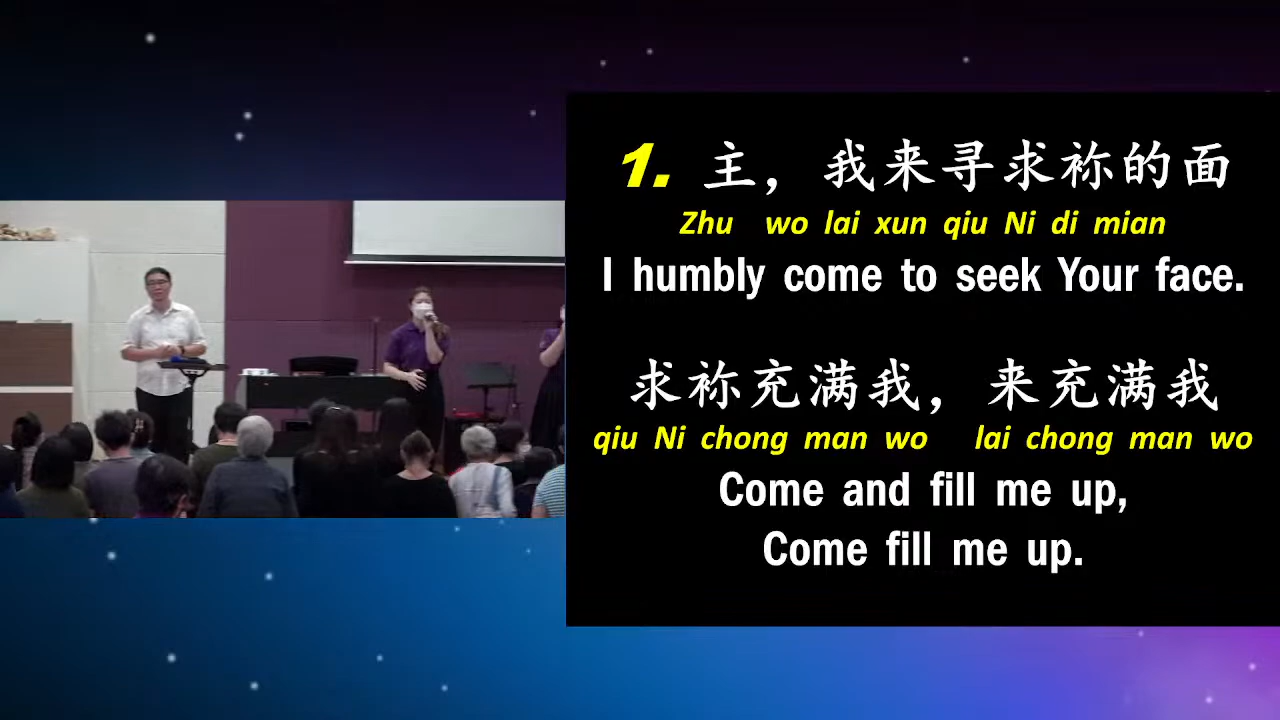 1. 主，我来寻求祢的面
Zhu wo lai xun qiu Ni di mian
I humbly come to seek Your face.
求祢充满我，来充满我
qiu Ni chong man wo lai chong man wo
Come and fill me up,
Come fill me up.